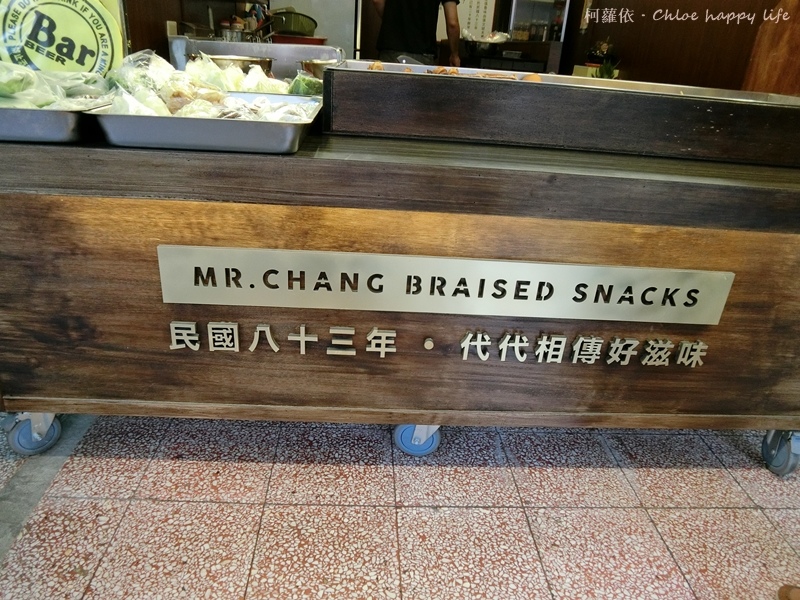 柯蘿依·Chloe happy life
Bar
BEER
MR.CHANG BRAISED SNACKS
民國八十三年・代代相傳好滋味